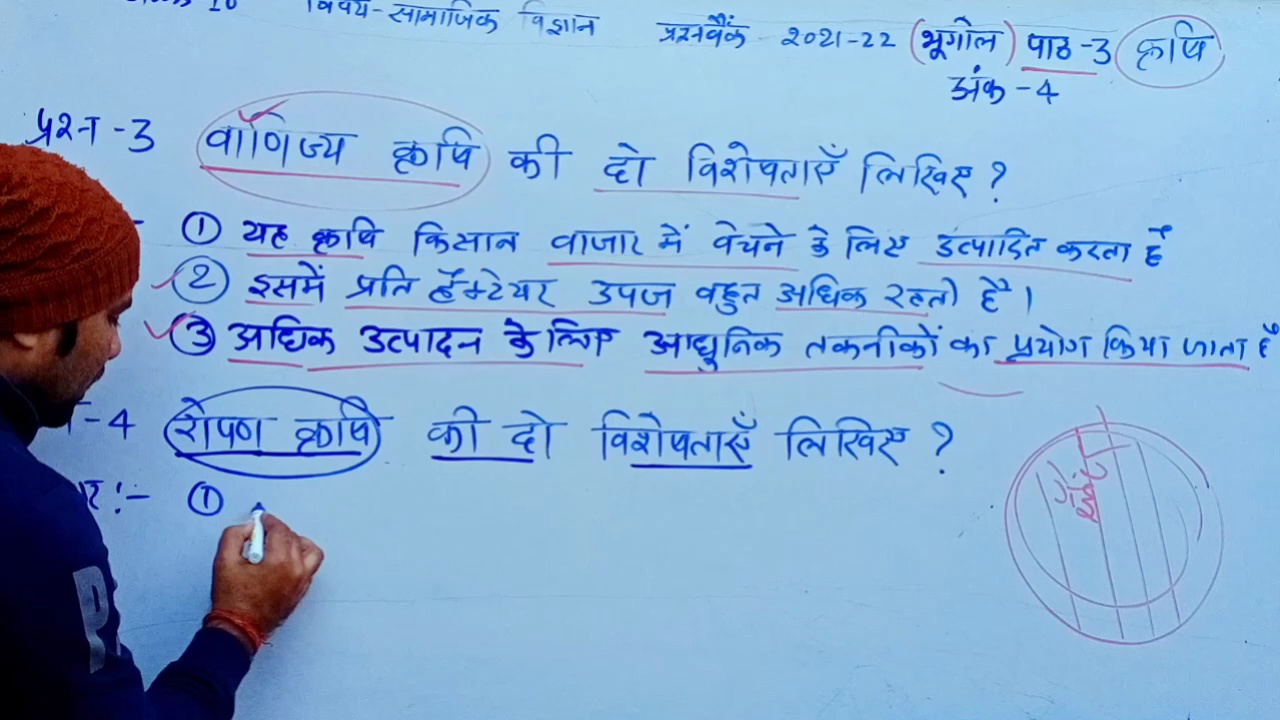 विषय-सामाजिक विज्ञान प्रश्नबैंक 2021-22 (भूगोल) पाठ-3 कृषि
अंक-4
प्रश्न-3 वाणिज्य कृषि की दो विशेषताएँ लिखिए ?
① यह कृषि किसान बाजार में बेचने के लिए उत्पादित करता है
② इसमें प्रति हैक्टेयर उपज बहुत अधिक रहती है।
③ अधिक उत्पादन के लिए आधुनिक तकनीकों का प्रयोग किया जाता है
-4 रोपण कृषि की दो विशेषताएँ लिखिए ?
र:- ①